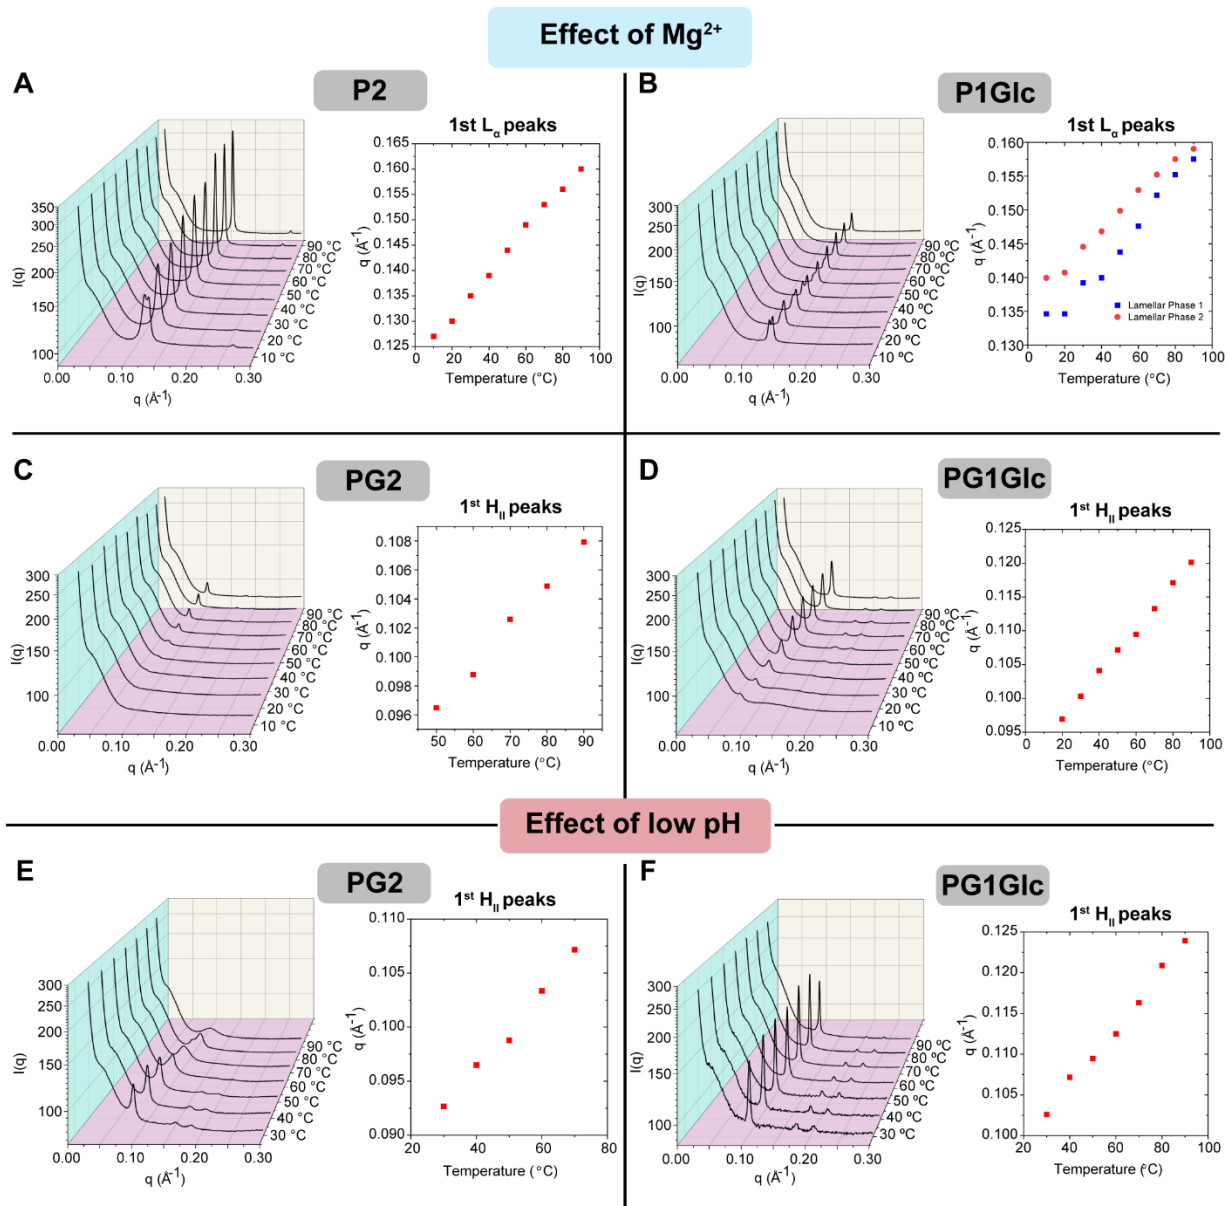 Effect of Mg²⁺
A
P2
1st Lα peaks
I(q)
350
300
250
200
150
100
0.00 0.10 0.20 0.30
q (Å⁻¹)
90 °C
80 °C
70 °C
60 °C
50 °C
40 °C
30 °C
20 °C
10 °C
q (Å⁻¹)
0.165
0.160
0.155
0.150
0.145
0.140
0.135
0.130
0.125
0 20 40 60 80 100
Temperature (°C)
B
P1Glc
1st Lα peaks
I(q)
300
250
200
150
100
0.00 0.10 0.20 0.30
q (Å⁻¹)
90 °C
80 °C
70 °C
60 °C
50 °C
40 °C
30 °C
20 °C
10 °C
q (Å⁻¹)
0.160
0.155
0.150
0.145
0.140
0.135
0.130
Lamellar Phase 1
Lamellar Phase 2
0 20 40 60 80 100
Temperature (°C)
C
PG2
1st HII peaks
I(q)
300
250
200
150
100
0.00 0.10 0.20 0.30
q (Å⁻¹)
90 °C
80 °C
70 °C
60 °C
50 °C
40 °C
30 °C
20 °C
10 °C
q (Å⁻¹)
0.108
0.106
0.104
0.102
0.100
0.098
0.096
50 60 70 80 90
Temperature (°C)
D
PG1Glc
1st HII peaks
I(q)
300
250
200
150
100
0.00 0.10 0.20 0.30
q (Å⁻¹)
90 °C
80 °C
70 °C
60 °C
50 °C
40 °C
30 °C
20 °C
10 °C
q (Å⁻¹)
0.125
0.120
0.115
0.110
0.105
0.100
0.095
0 20 40 60 80 100
Temperature (°C)
Effect of low pH
E
PG2
1st HII peaks
I(q)
300
250
200
150
100
0.00 0.10 0.20 0.30
q (Å⁻¹)
90 °C
80 °C
70 °C
60 °C
50 °C
40 °C
30 °C
q (Å⁻¹)
0.110
0.105
0.100
0.095
0.090
20 40 60 80
Temperature (°C)
F
PG1Glc
1st HII peaks
I(q)
300
250
200
150
100
0.00 0.10 0.20 0.30
q (Å⁻¹)
90 °C
80 °C
70 °C
60 °C
50 °C
40 °C
30 °C
q (Å⁻¹)
0.125
0.120
0.115
0.110
0.105
0.100
20 40 60 80 100
Temperature (°C)